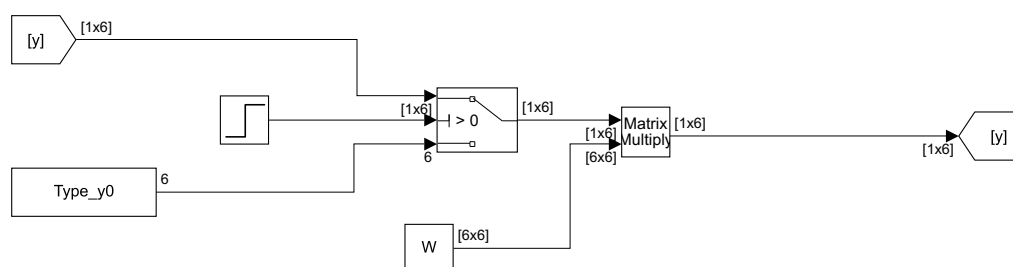 [y]
[1x6]
[1x6]
> 0
[1x6]
6
Type_y0
6
Matrix
Multiply
[1x6]
[6x6]
[1x6]
[1x6]
[y]
W
[6x6]